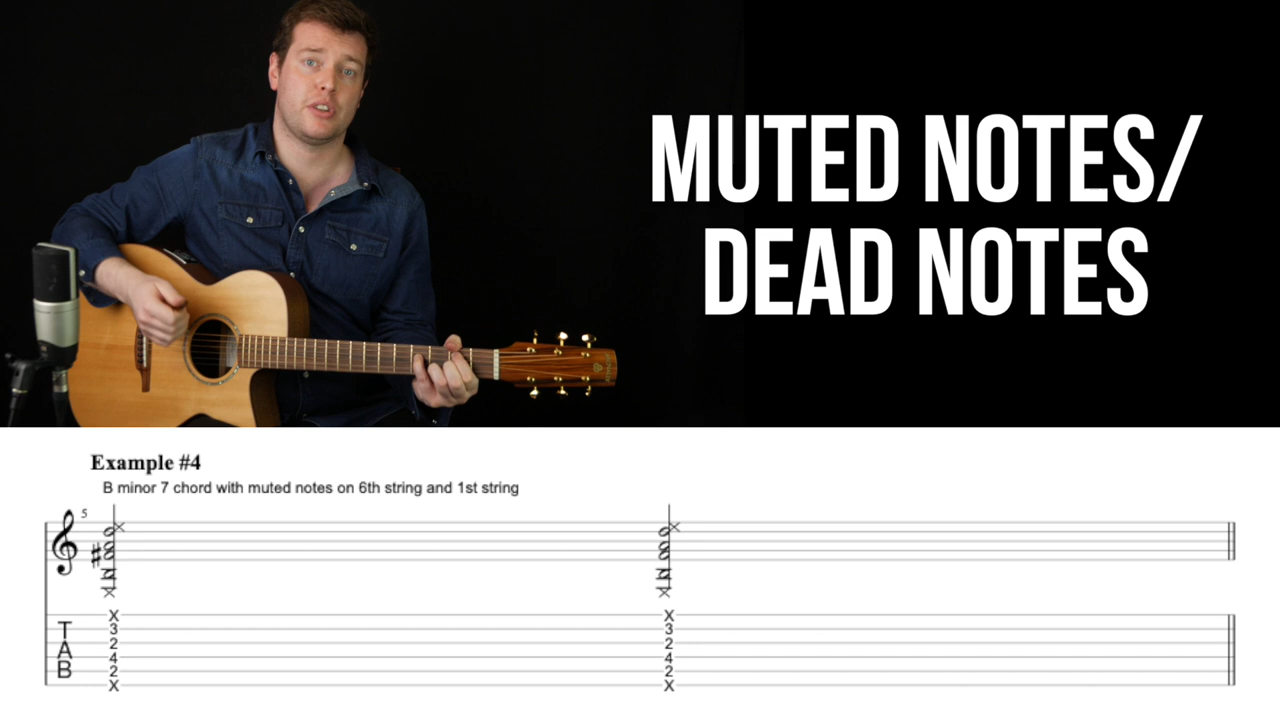 MUTED NOTES/
DEAD NOTES
Example #4
B minor 7 chord with muted notes on 6th string and 1st string
5
X X
T 3 3
A 2 2
4 4
B 2 2
X X